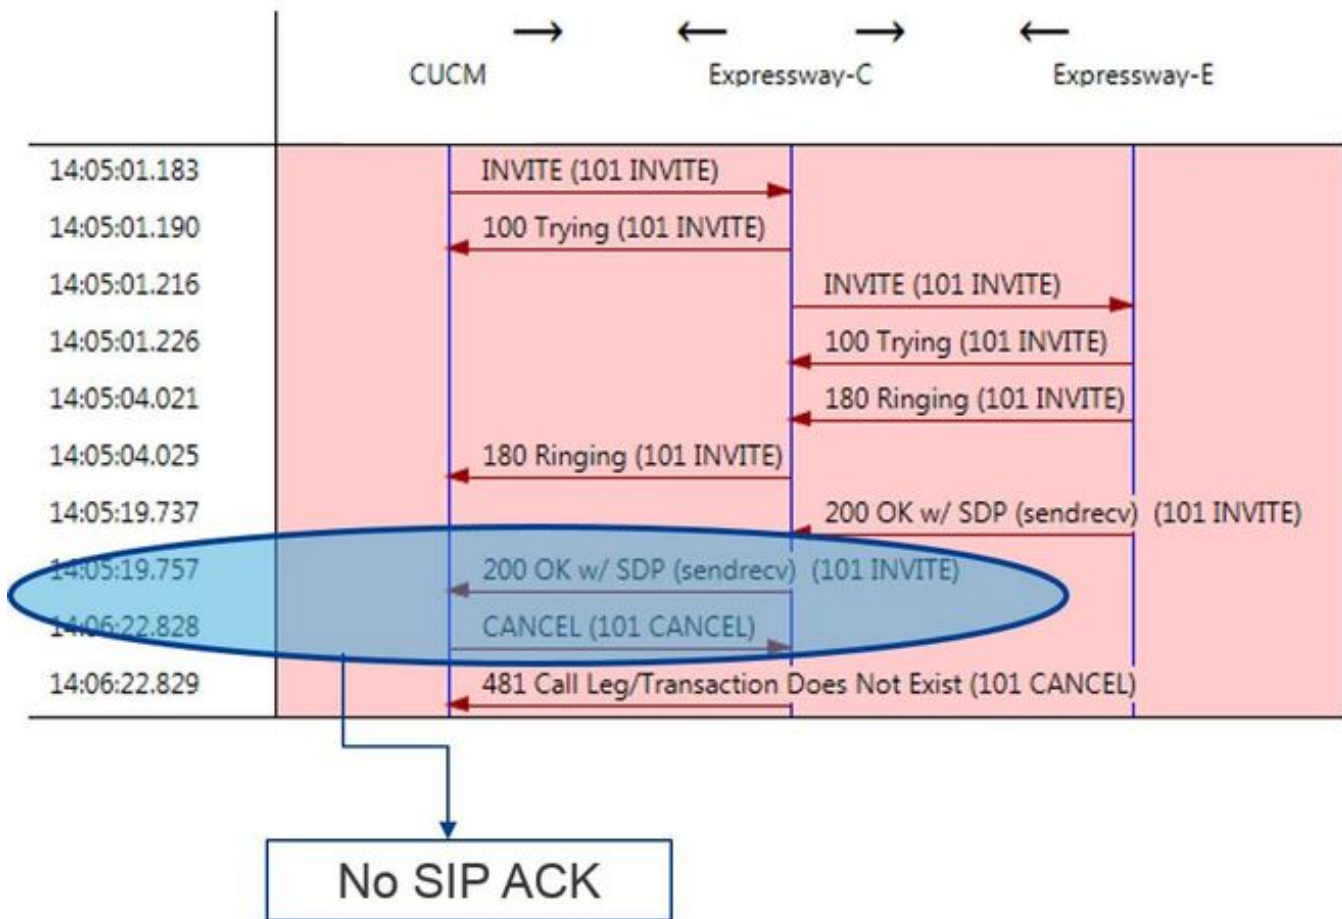 → ← → ←
CUCM Expressway-C Expressway-E
14:05:01.183 INVITE (101 INVITE)
14:05:01.190 100 Trying (101 INVITE)
14:05:01.216 INVITE (101 INVITE)
14:05:01.226 100 Trying (101 INVITE)
14:05:04.021 180 Ringing (101 INVITE)
14:05:04.025 180 Ringing (101 INVITE)
14:05:19.737 200 OK w/ SDP (sendrecv) (101 INVITE)
14:05:19.757 200 OK w/ SDP (sendrecv) (101 INVITE)
14:06:22.828 CANCEL (101 CANCEL)
14:06:22.829 481 Call Leg/Transaction Does Not Exist (101 CANCEL)
No SIP ACK